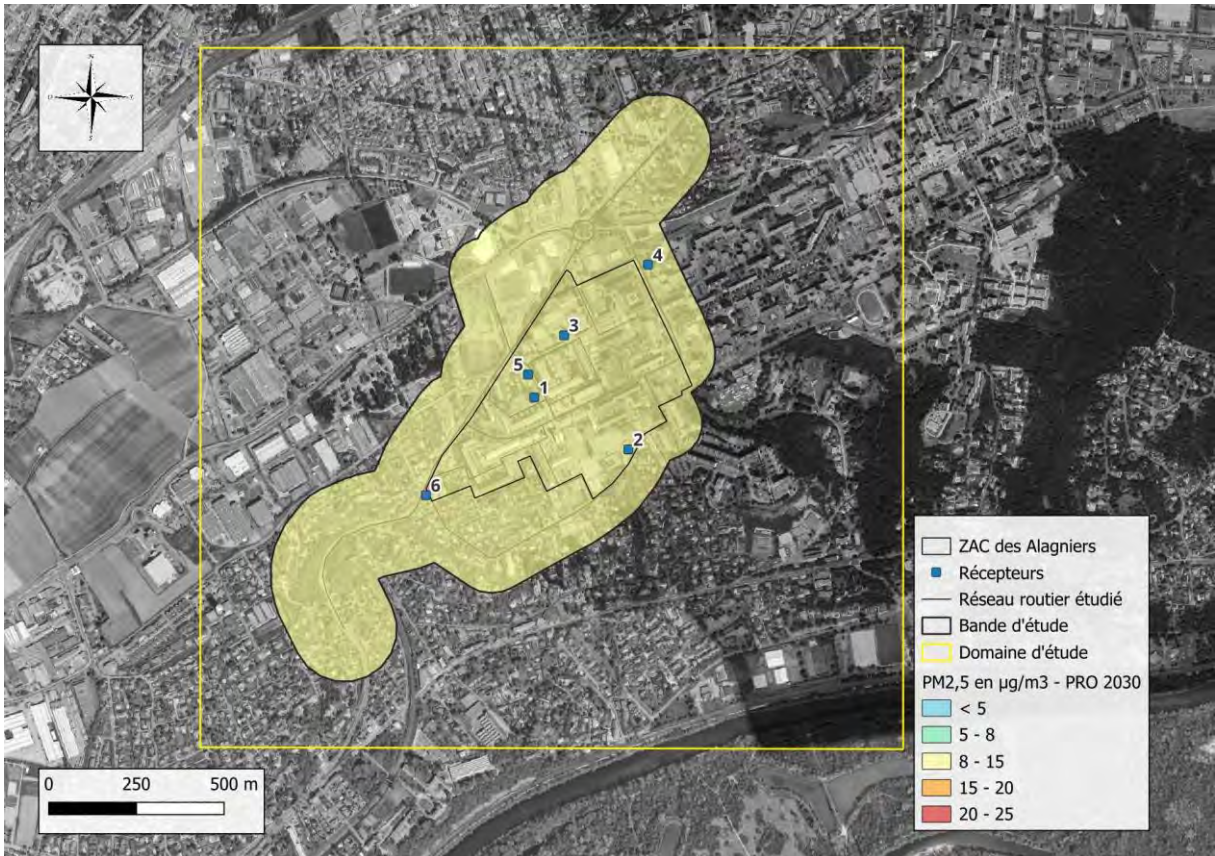 N
O
E
S
4
3
5
1
2
6
ZAC des Alagniers
Récepteurs
Réseau routier étudié
Bande d'étude
Domaine d'étude
PM2,5 en µg/m3 - PRO 2030
< 5
5 - 8
8 - 15
15 - 20
20 - 25
0 250 500 m